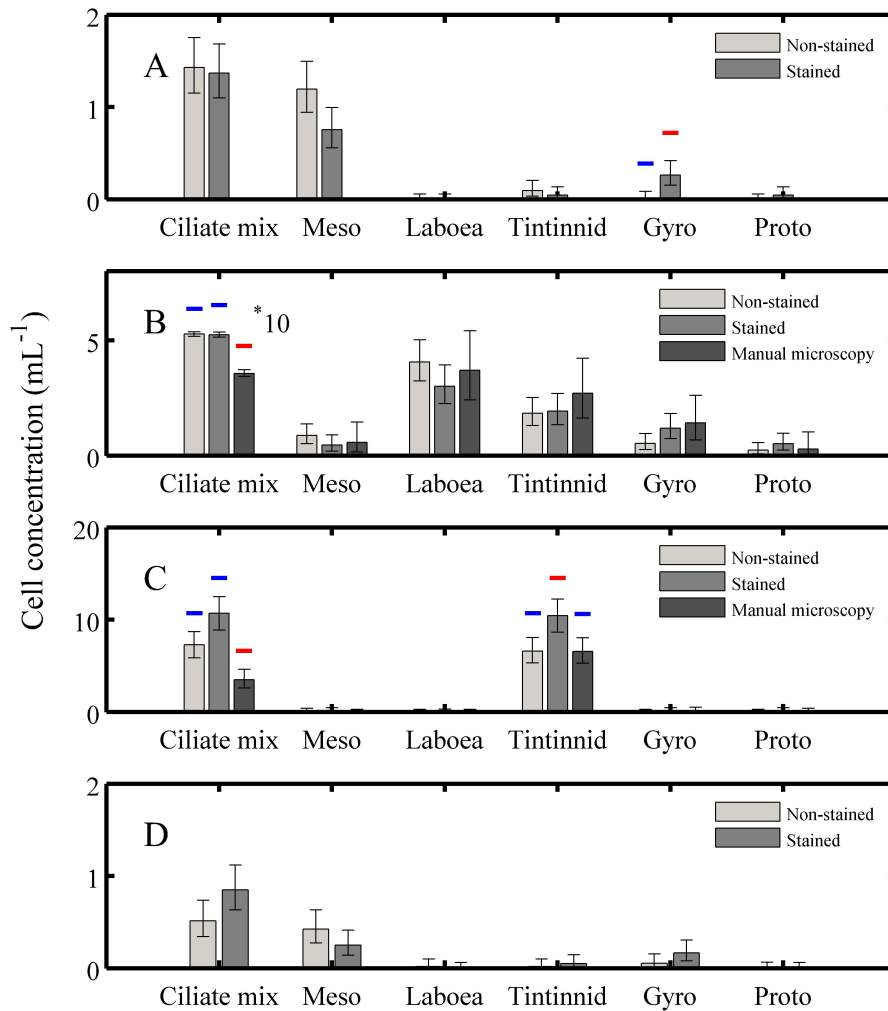 Cell concentration (mL⁻¹)
2
1
0
A
Non-stained
Stained
Ciliate mix Meso Laboea Tintinnid Gyro Proto
5
0
B
*10
Non-stained
Stained
Manual microscopy
Ciliate mix Meso Laboea Tintinnid Gyro Proto
20
10
0
C
Non-stained
Stained
Manual microscopy
Ciliate mix Meso Laboea Tintinnid Gyro Proto
2
1
0
D
Non-stained
Stained
Ciliate mix Meso Laboea Tintinnid Gyro Proto